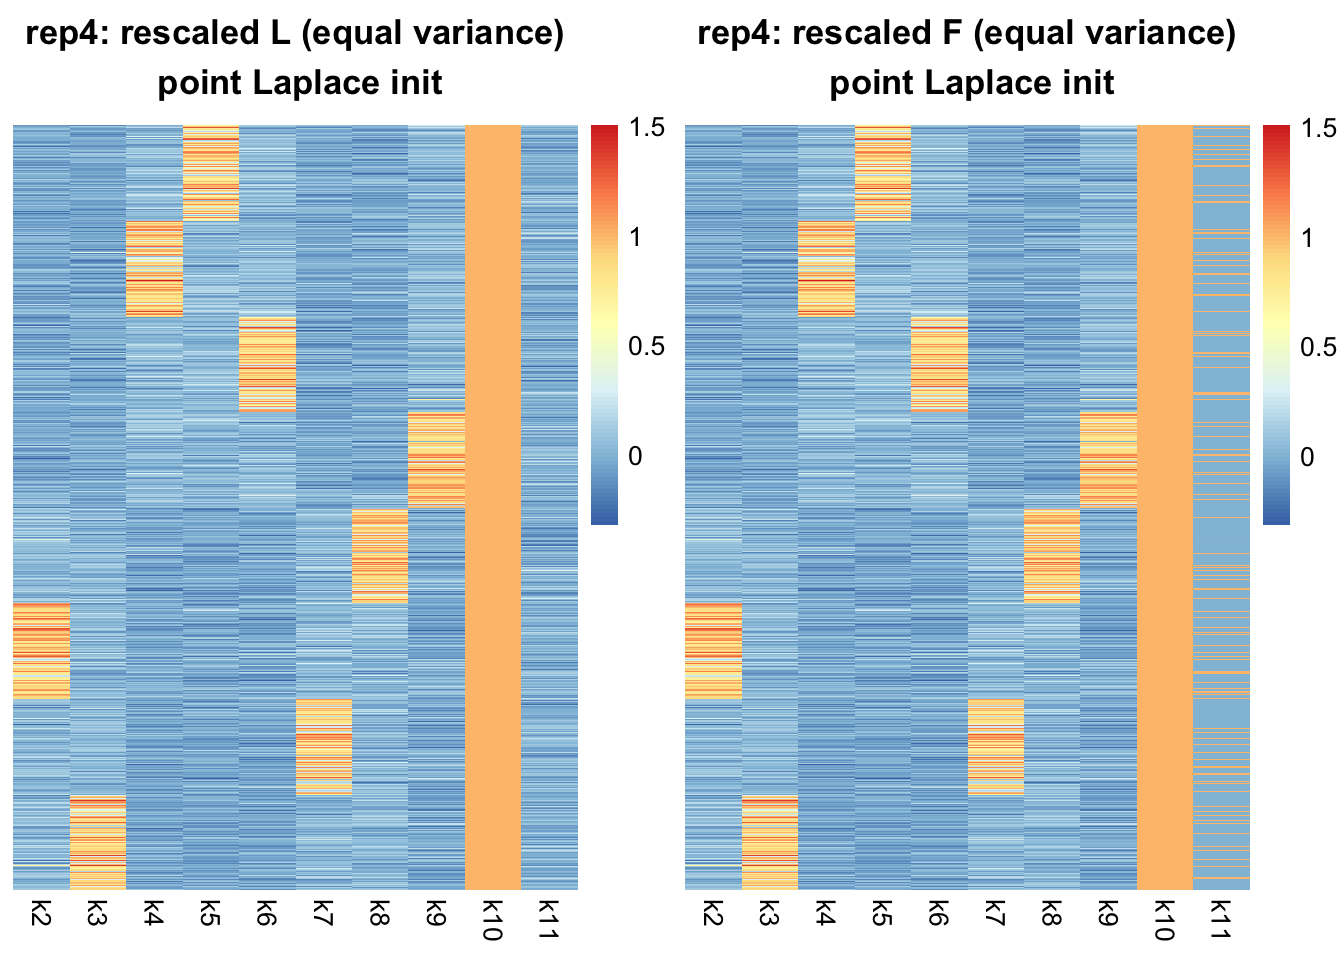 rep4: rescaled L (equal variance)
point Laplace init
1.5
1
0.5
0
k2
k3
k4
k5
k6
k7
k8
k9
k10
k11
rep4: rescaled F (equal variance)
point Laplace init
1.5
1
0.5
0
k2
k3
k4
k5
k6
k7
k8
k9
k10
k11